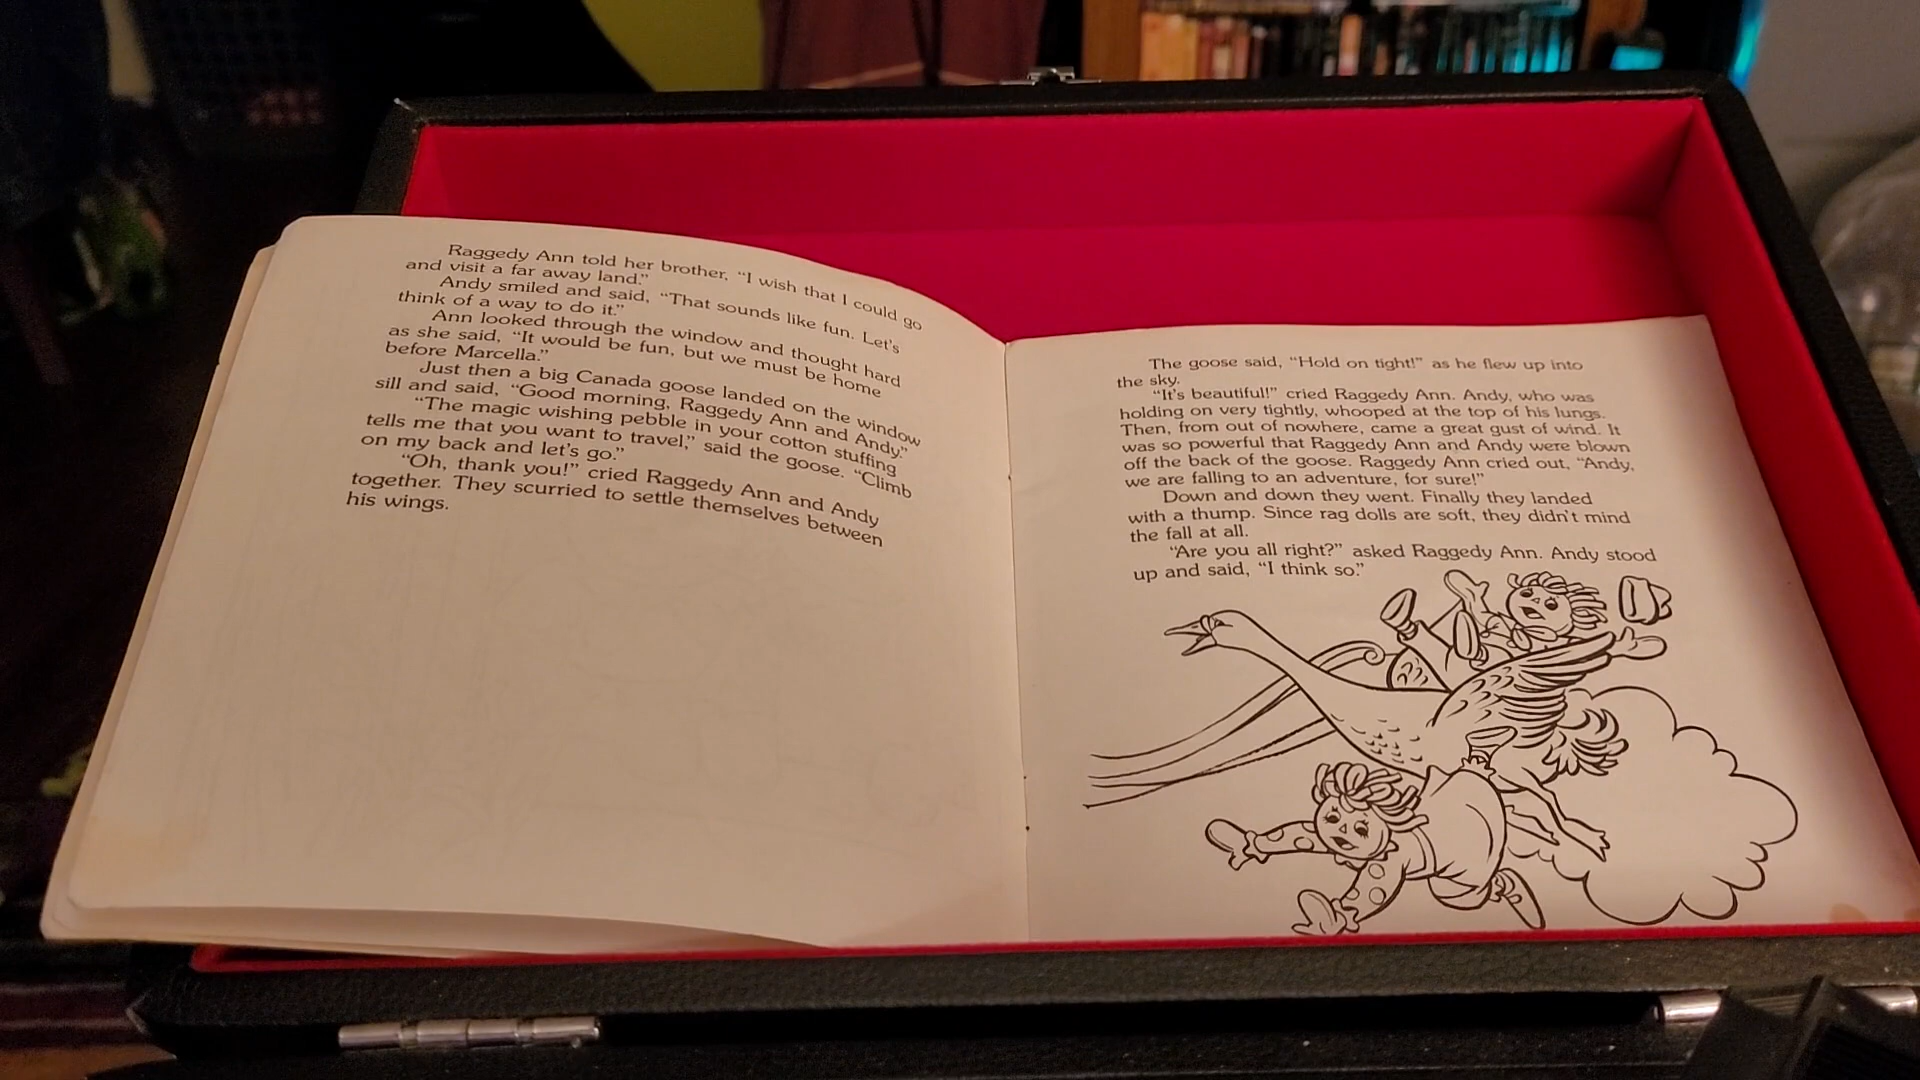 Raggedy Ann told her brother, “I wish that I could go
and visit a far away land.”
Andy smiled and said, “That sounds like fun. Let's
think of a way to do it.”
Ann looked through the window and thought hard
as she said, “It would be fun, but we must be home
before Marcella.”
Just then a big Canada goose landed on the window
sill and said, “Good morning, Raggedy Ann and Andy.”
“The magic wishing pebble in your cotton stuffing
tells me that you want to travel,” said the goose. “Climb
on my back and let's go.”
“Oh, thank you!” cried Raggedy Ann and Andy
together. They scurried to settle themselves between
his wings.
The goose said, “Hold on tight!” as he flew up into
the sky.
“It's beautiful!” cried Raggedy Ann. Andy, who was
holding on very tightly, whooped at the top of his lungs.
Then, from out of nowhere, came a great gust of wind. It
was so powerful that Raggedy Ann and Andy were blown
off the back of the goose. Raggedy Ann cried out, “Andy,
we are falling to an adventure, for sure!”
Down and down they went. Finally they landed
with a thump. Since rag dolls are soft, they didn't mind
the fall at all.
“Are you all right?” asked Raggedy Ann. Andy stood
up and said, “I think so.”